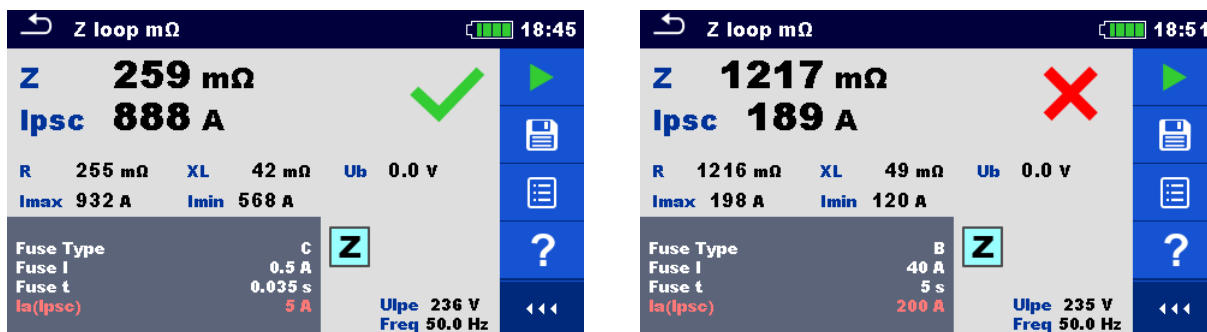 Z loop mΩ 18:45
Z 259 mΩ
Ipsc 888 A
R 255 mΩ XL 42 mΩ Ub 0.0 V
Imax 932 A Imin 568 A
Fuse Type C
Fuse I 0.5 A
Fuse t 0.035 s
Ia(Ipsc) 5 A
Z
Ulpe 236 V
Freq 50.0 Hz
?
Z loop mΩ 18:51
Z 1217 mΩ
Ipsc 189 A
R 1216 mΩ XL 49 mΩ Ub 0.0 V
Imax 198 A Imin 120 A
Fuse Type B
Fuse I 40 A
Fuse t 5 s
Ia(Ipsc) 200 A
Z
Ulpe 235 V
Freq 50.0 Hz
?